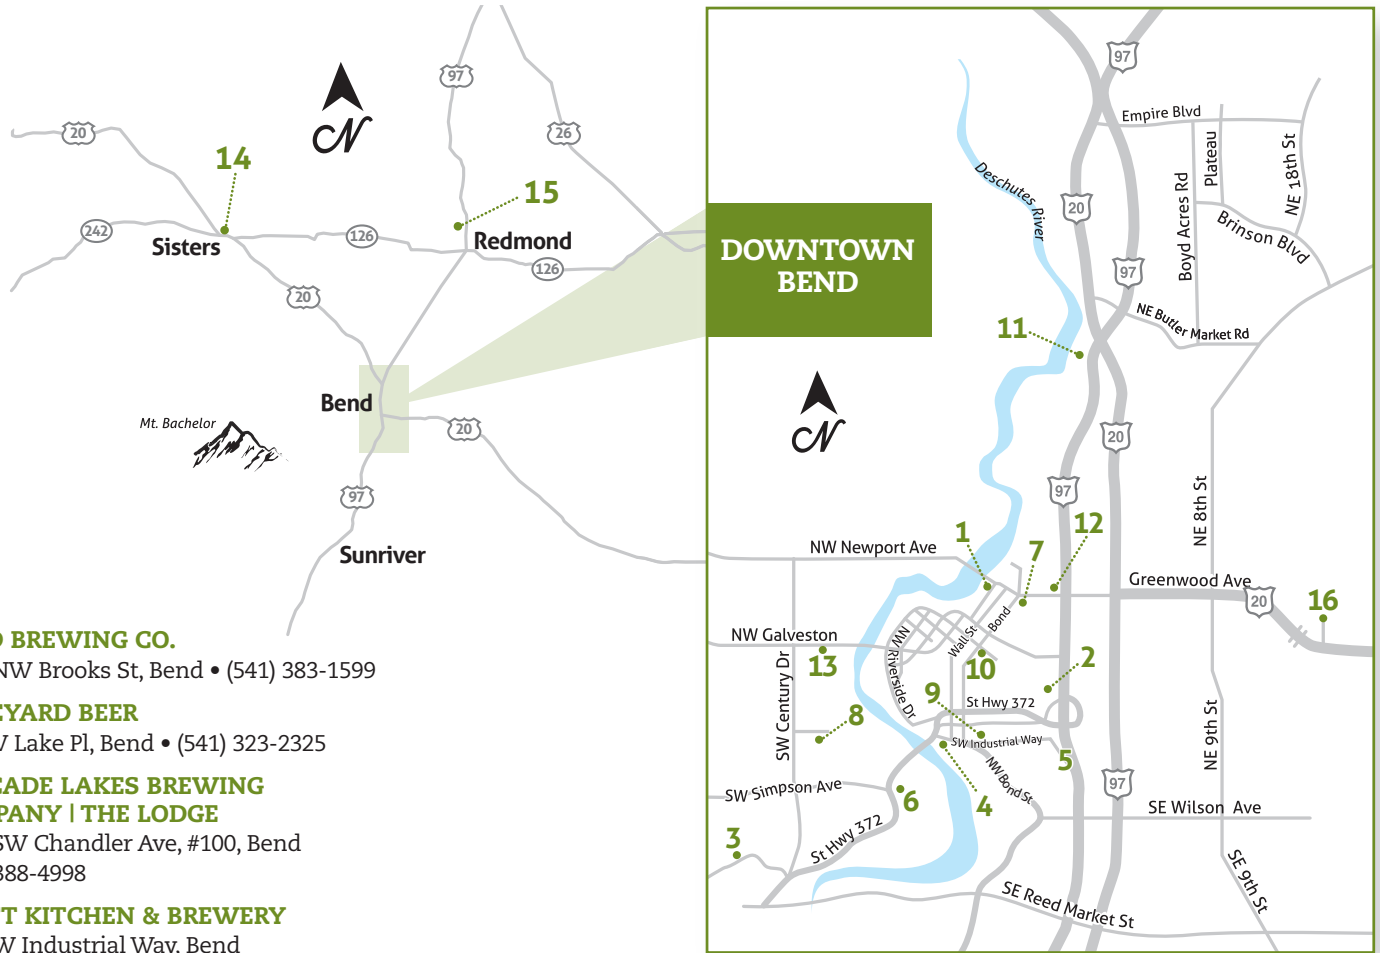 97
20
26
N
14
15
242
Sisters
126
Redmond
126
20
Bend
Mt. Bachelor
20
97
Sunriver
BREWING CO.
NW Brooks St, Bend • (541) 383-1599
BEER
Lake Pl, Bend • (541) 323-2325
LAKES BREWING
| THE LODGE
SW Chandler Ave, #100, Bend
388-4998
KITCHEN & BREWERY
Industrial Way, Bend
DOWNTOWN
BEND
97
Empire Blvd
Deschutes River
20
Boyd Acres Rd
Plateau
NE 18th St
Brinson Blvd
97
NE Butler Market Rd
11
N
20
97
NE 8th St
1
7
12
NW Newport Ave
Greenwood Ave
20
16
NW Galveston
13
SW Century Dr
NW Riverside Dr
Wall St
Bond
10
2
9
St Hwy 372
8
SW Industrial Way
5
NW Bond St
NE 9th St
97
SW Simpson Ave
6
4
SE Wilson Ave
3
St Hwy 372
SE Reed Market St
SE 9th St